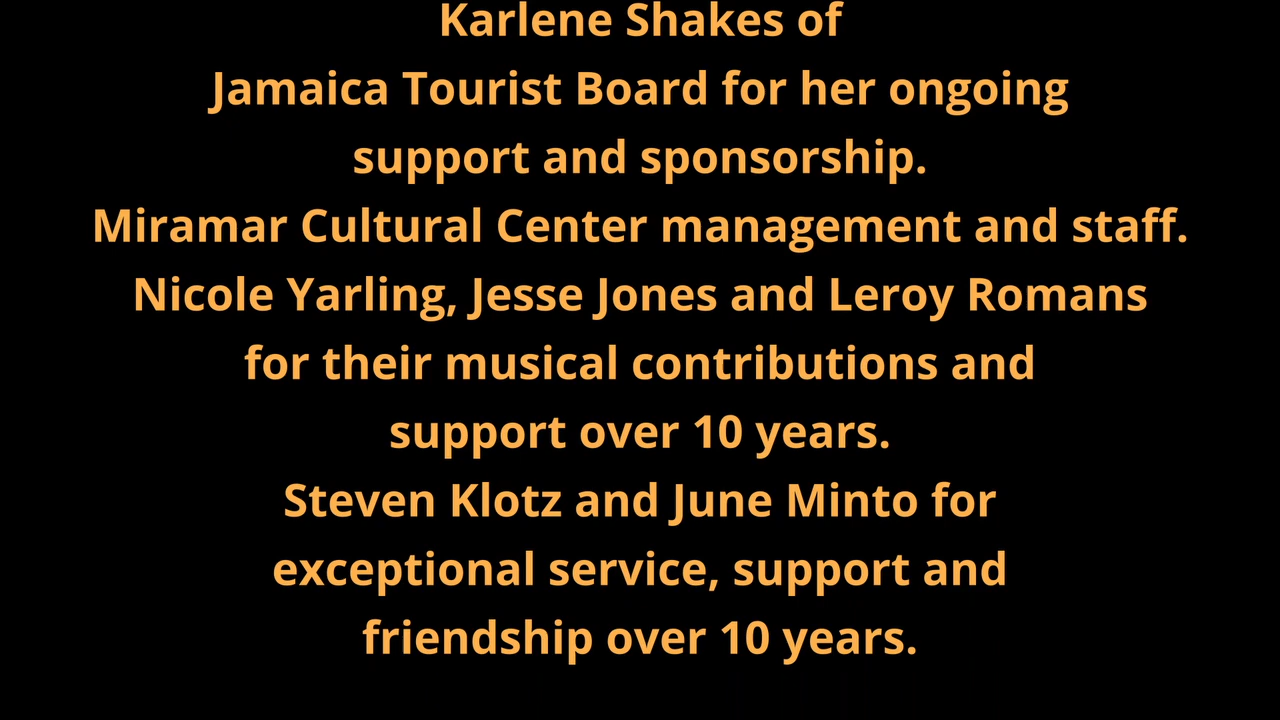 Karlene Shakes of
Jamaica Tourist Board for her ongoing
support and sponsorship.
Miramar Cultural Center management and staff.
Nicole Yarling, Jesse Jones and Leroy Romans
for their musical contributions and
support over 10 years.
Steven Klotz and June Minto for
exceptional service, support and
friendship over 10 years.